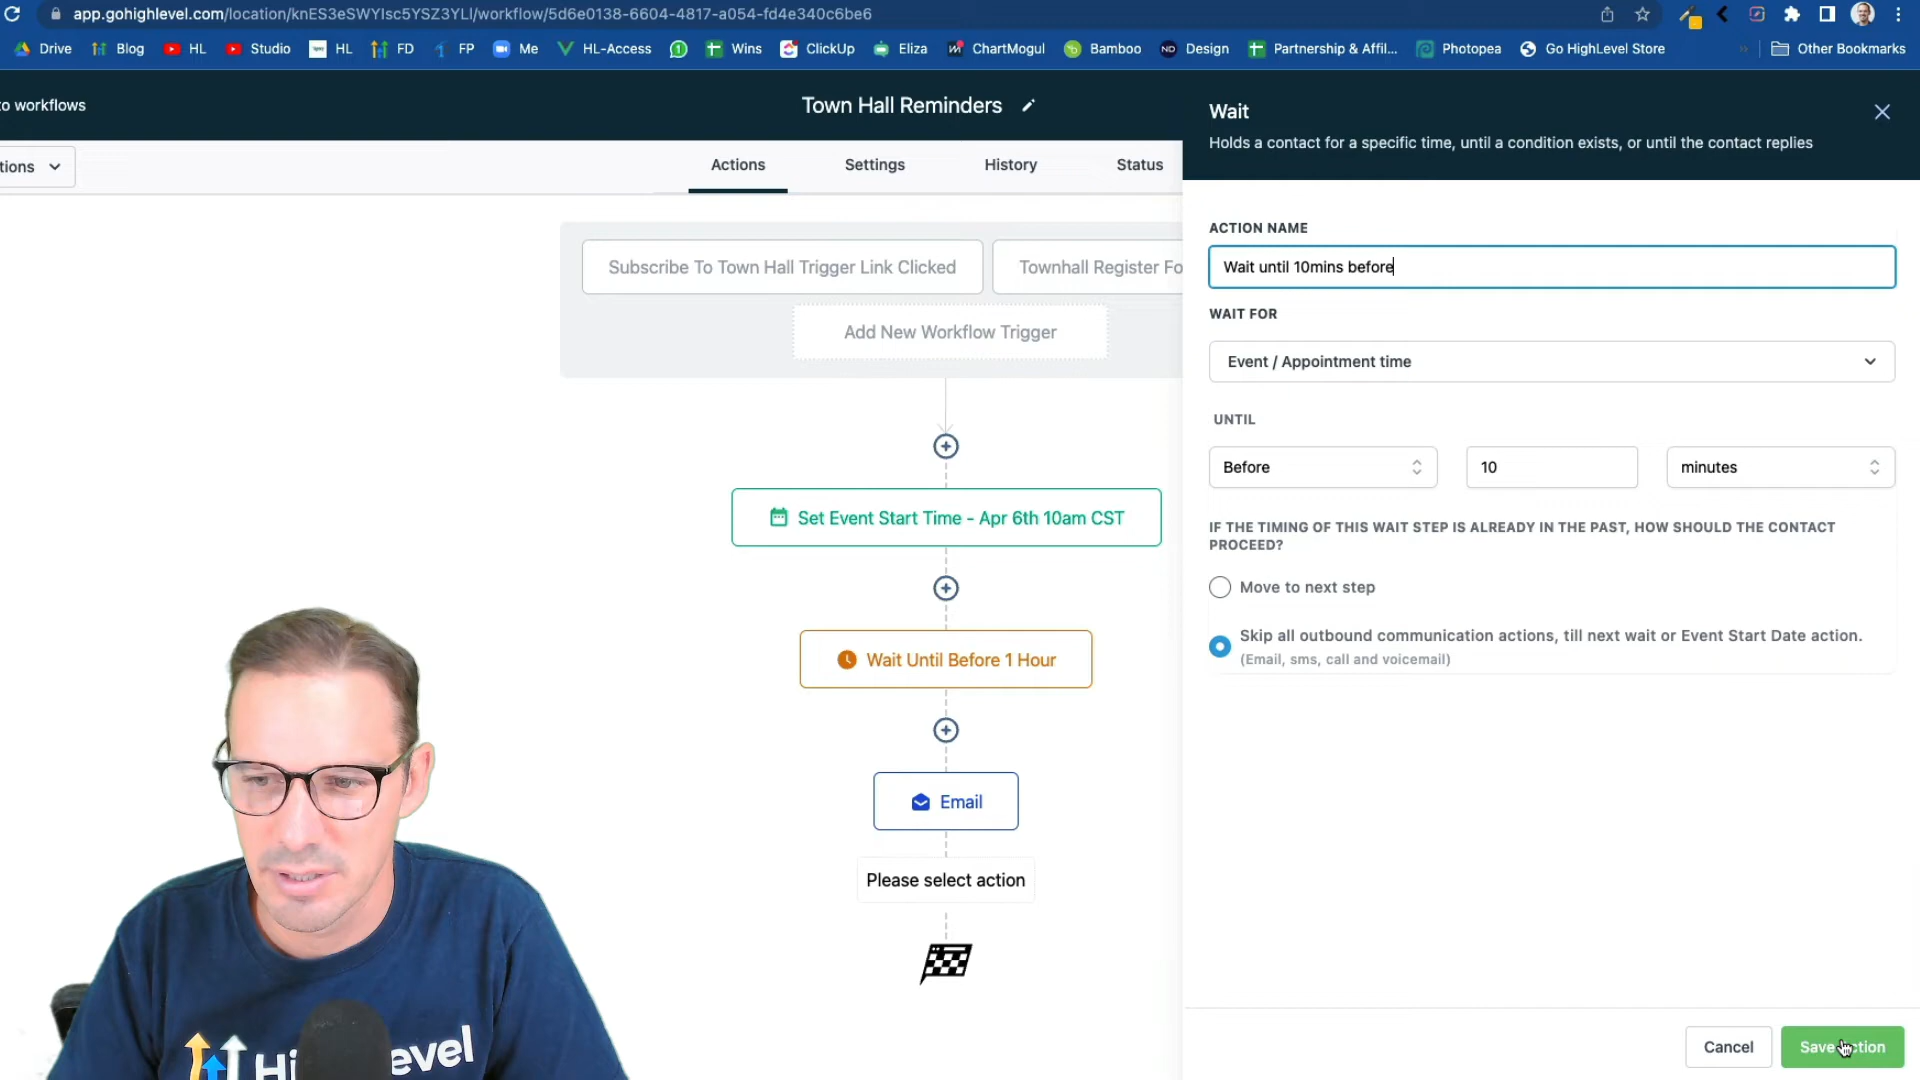 app.gohighlevel.com/location/knES3eSWYIsc5YSZ3YLI/workflow/5d6e0138-6604-4817-a054-fd4e340c6be6
Drive Blog HL Studio HL FD FP Me HL-Access Wins ClickUp Eliza ChartMogul Bamboo Design Partnership & Affil... Photopea Go HighLevel Store » Other Bookmarks
to workflows
Town Hall Reminders
tions
Actions Settings History Status
Subscribe To Town Hall Trigger Link Clicked
Townhall Register Fo
Add New Workflow Trigger
Set Event Start Time - Apr 6th 10am CST
Wait Until Before 1 Hour
Email
Please select action
Wait
Holds a contact for a specific time, until a condition exists, or until the contact replies
ACTION NAME
Wait until 10mins before
WAIT FOR
Event / Appointment time
UNTIL
Before 10 minutes
IF THE TIMING OF THIS WAIT STEP IS ALREADY IN THE PAST, HOW SHOULD THE CONTACT
PROCEED?
Move to next step
Skip all outbound communication actions, till next wait or Event Start Date action.
(Email, sms, call and voicemail)
Cancel
Save Action